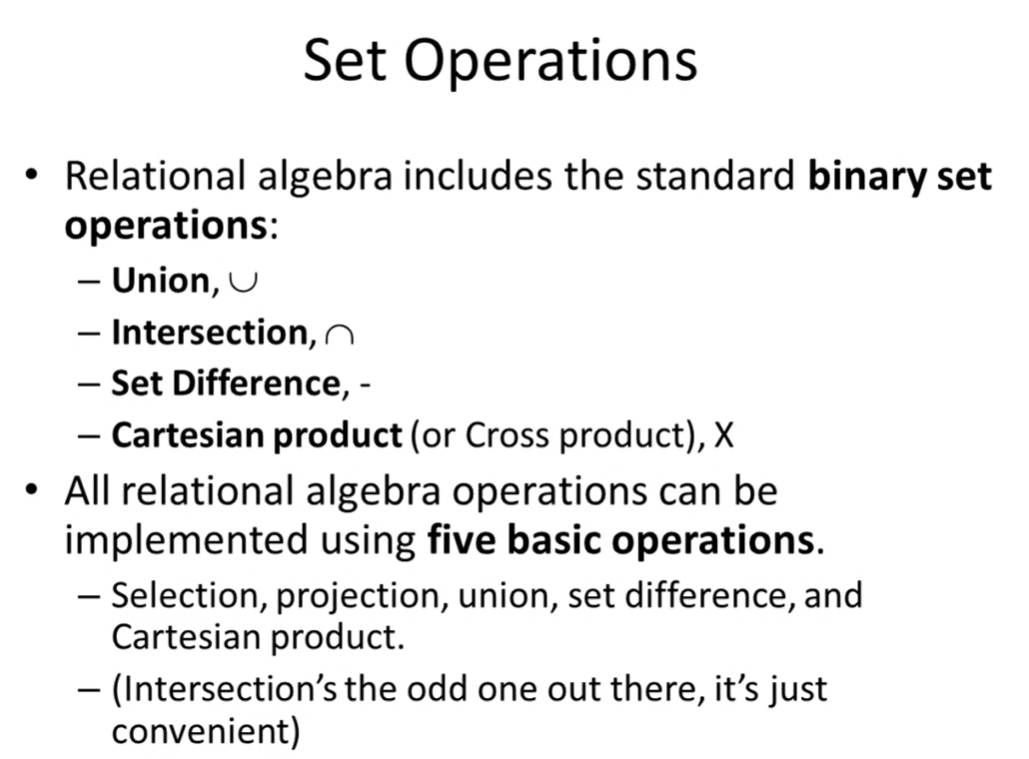 Set Operations
• Relational algebra includes the standard binary set
operations:
– Union, ∪
– Intersection, ∩
– Set Difference, -
– Cartesian product (or Cross product), X
• All relational algebra operations can be
implemented using five basic operations.
– Selection, projection, union, set difference, and
Cartesian product.
– (Intersection’s the odd one out there, it’s just
convenient)